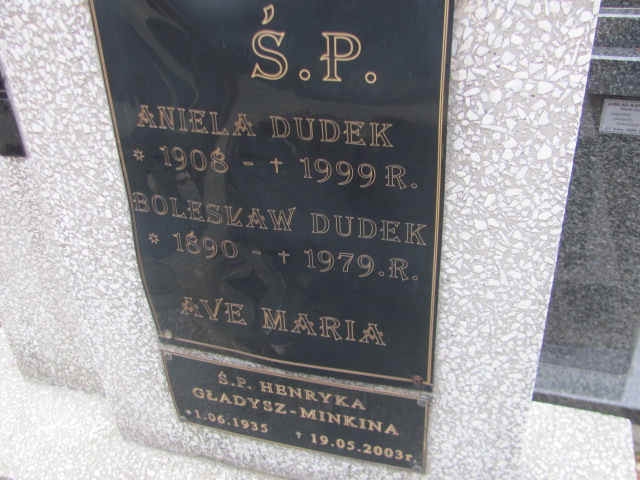 Ś.P.
ANIELA DUDEK
* 1908 - † 1999 R.
BOLESŁAW DUDEK
* 1890 - † 1979.R.
AVE MARIA
Ś.P. HENRYKA
GŁADYSZ-MINKINA
*1.06.1935 † 19.05.2003r.